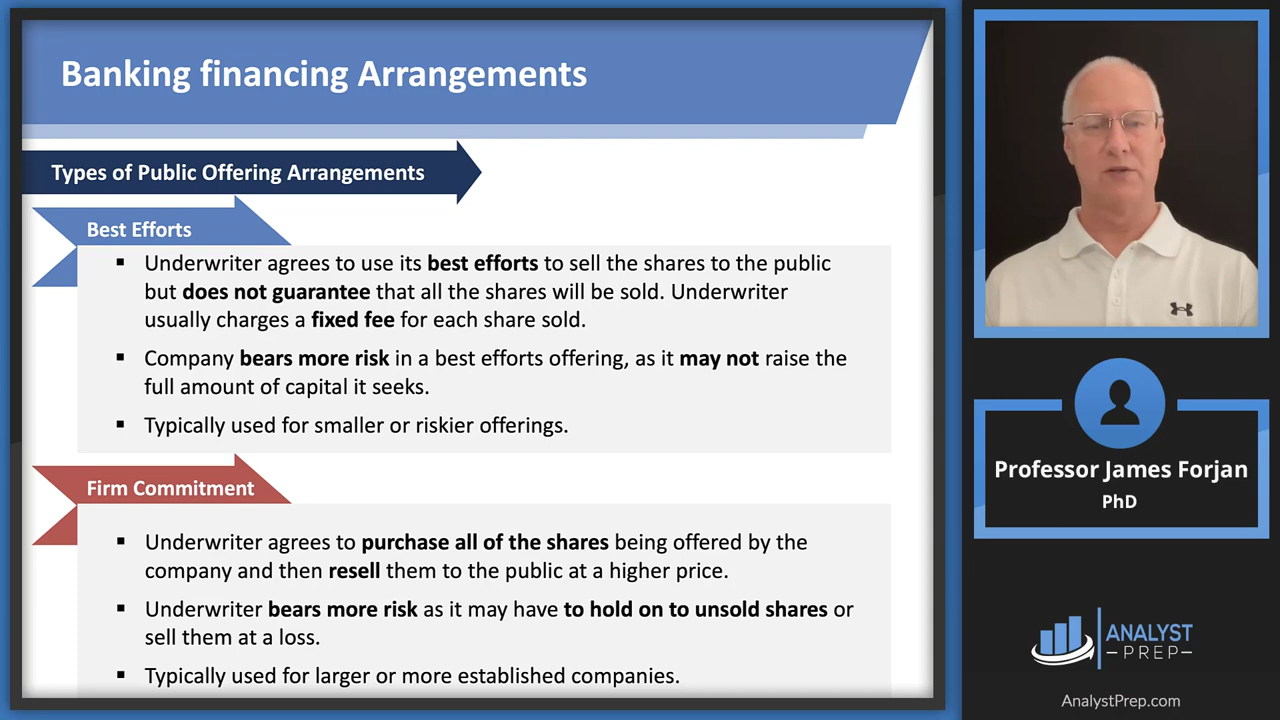 Banking financing Arrangements
Types of Public Offering Arrangements
Best Efforts
▪ Underwriter agrees to use its best efforts to sell the shares to the public
but does not guarantee that all the shares will be sold. Underwriter
usually charges a fixed fee for each share sold.
▪ Company bears more risk in a best efforts offering, as it may not raise the
full amount of capital it seeks.
▪ Typically used for smaller or riskier offerings.
Firm Commitment
▪ Underwriter agrees to purchase all of the shares being offered by the
company and then resell them to the public at a higher price.
▪ Underwriter bears more risk as it may have to hold on to unsold shares or
sell them at a loss.
▪ Typically used for larger or more established companies.
Professor James Forjan
PhD
ANALYST
PREP
AnalystPrep.com